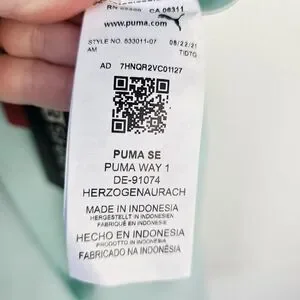 CA 06311
www.puma.com
STYLE NO. 533011-07 08/22/21
AM TIDTG
AD 7HNQR2VC01127
PUMA SE
PUMA WAY 1
DE-91074
HERZOGENAURACH
MADE IN INDONESIA
HERGESTELLT IN INDONESIEN
FABRIQUÉ EN INDONÉSIE
HECHO EN INDONESIA
PRODOTTO IN INDONESIA
FABRICADO NA INDONÉSIA